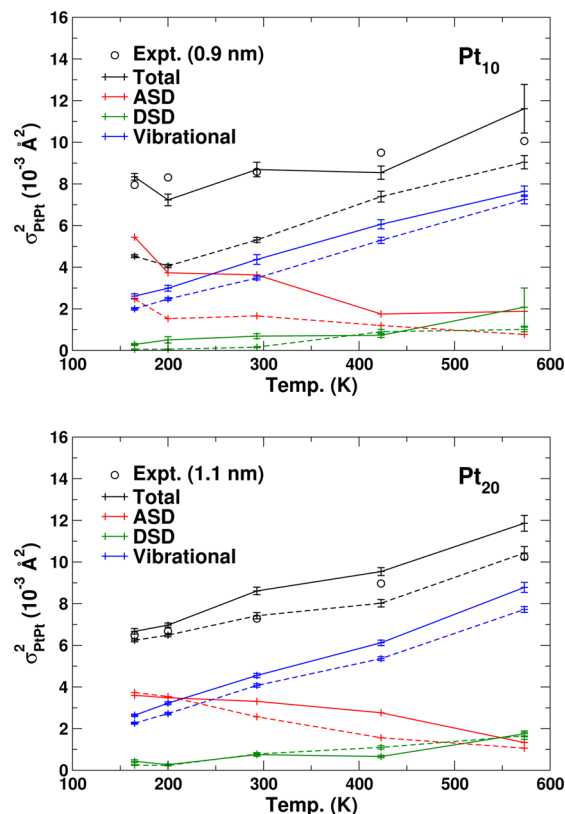 16
14
12
10
8
6
4
2
0
σ²PtPt (10⁻³ Å²)
Expt. (0.9 nm)
Total
ASD
DSD
Vibrational
Pt₁₀
100 200 300 400 500 600
Temp. (K)
16
14
12
10
8
6
4
2
0
σ²PtPt (10⁻³ Å²)
Expt. (1.1 nm)
Total
ASD
DSD
Vibrational
Pt₂₀
100 200 300 400 500 600
Temp. (K)